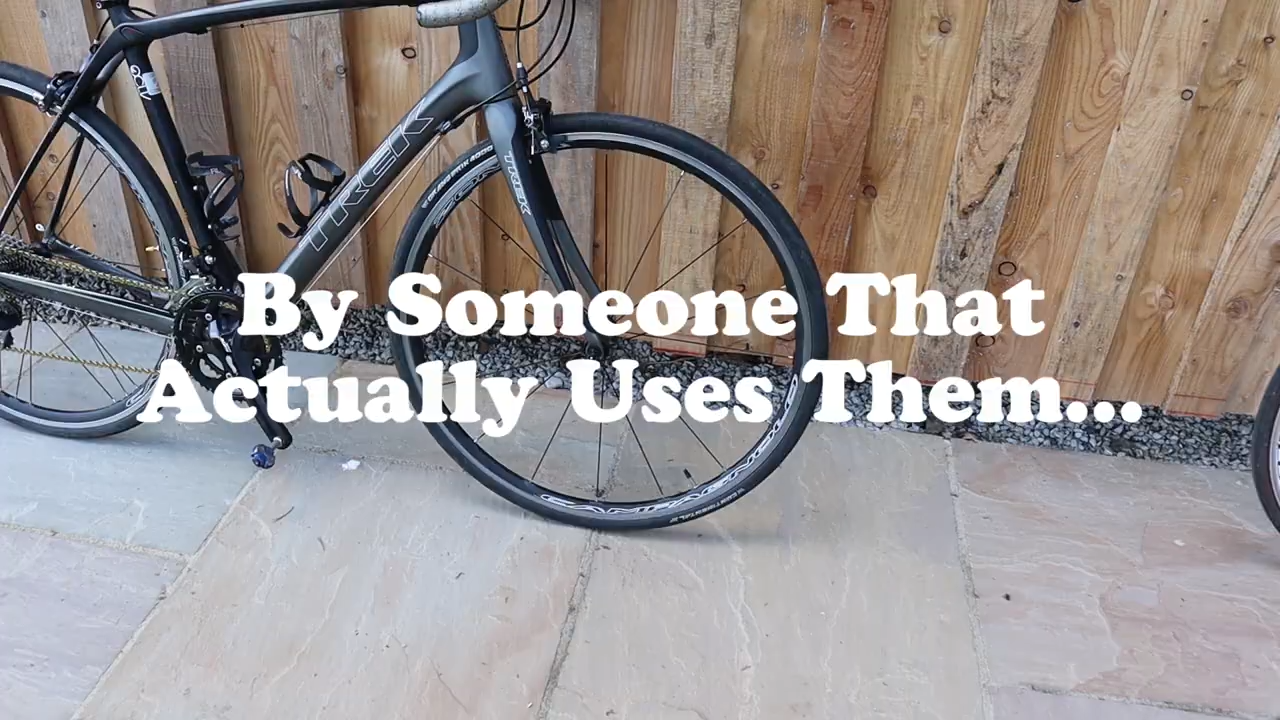 TREK
TREK
By Someone That
Actually Uses Them...
CAMPAGNOLO